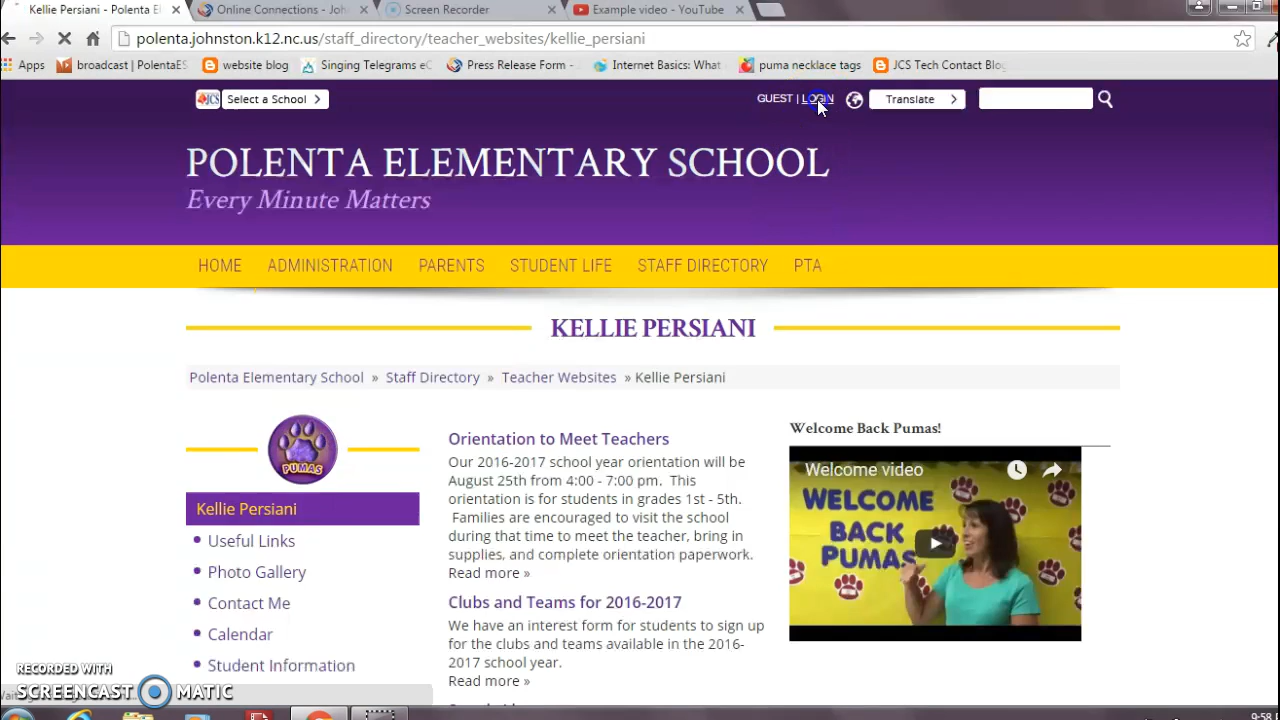 Kellie Persiani - Polenta E
Online Connections - Joh
Screen Recorder
Example video - YouTube
polenta.johnston.k12.nc.us/staff_directory/teacher_websites/kellie_persiani
Apps
broadcast | PolentaES
website blog
Singing Telegrams eC
Press Release Form -
Internet Basics: Wha
puma necklace tags
JCS Tech Contact Blog
JCS
Select a School
GUEST | LOGIN
Translate
POLENTA ELEMENTARY SCHOOL
Every Minute Matters
HOME ADMINISTRATION PARENTS STUDENT LIFE STAFF DIRECTORY PTA
KELLIE PERSIANI
Polenta Elementary School » Staff Directory » Teacher Websites » Kellie Persiani
PUMAS
Kellie Persiani
Useful Links
Photo Gallery
Contact Me
Calendar
Student Information
Orientation to Meet Teachers
Our 2016-2017 school year orientation will be
August 25th from 4:00 - 7:00 pm. This
orientation is for students in grades 1st - 5th.
Families are encouraged to visit the school
during that time to meet the teacher, bring in
supplies, and complete orientation paperwork.
Read more »
Clubs and Teams for 2016-2017
We have an interest form for students to sign up
for the clubs and teams available in the 2016-
2017 school year.
Read more »
Welcome Back Pumas!
Welcome video
WELCOME
BACK
PUMAS
RECORDED WITH
SCREENCAST MATIC
9:58